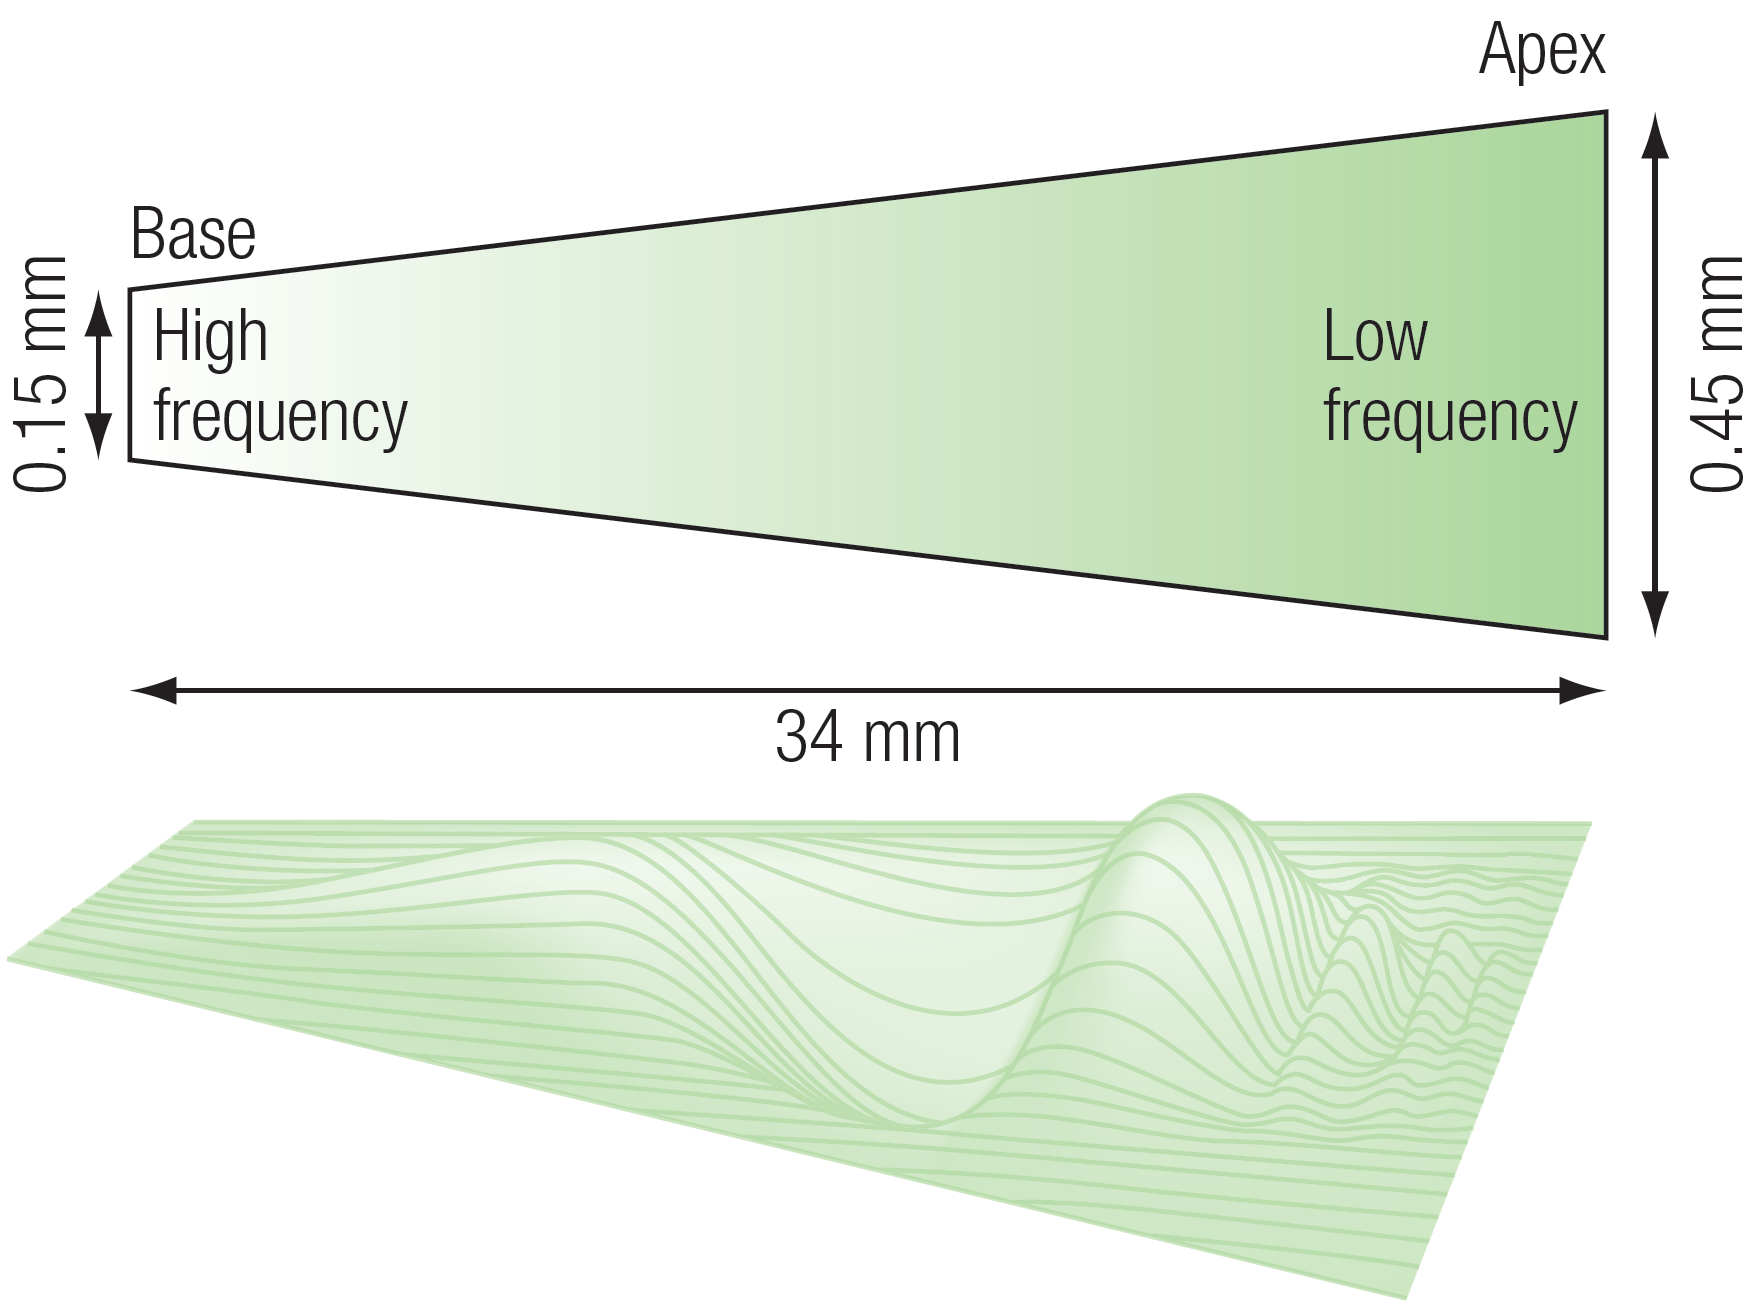 Apex
Base
0.15 mm
High
frequency
Low
frequency
0.45 mm
34 mm